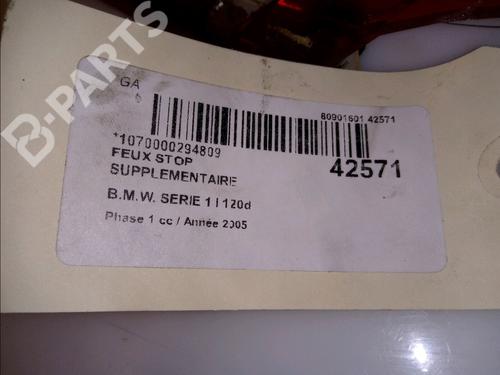 B-PARTS
GA
80901601 42571
*1070000294809
FEUX STOP
SUPPLEMENTAIRE
42571
B.M.W. SERIE 1 I 120d
Phase 1 cc / Année 2005